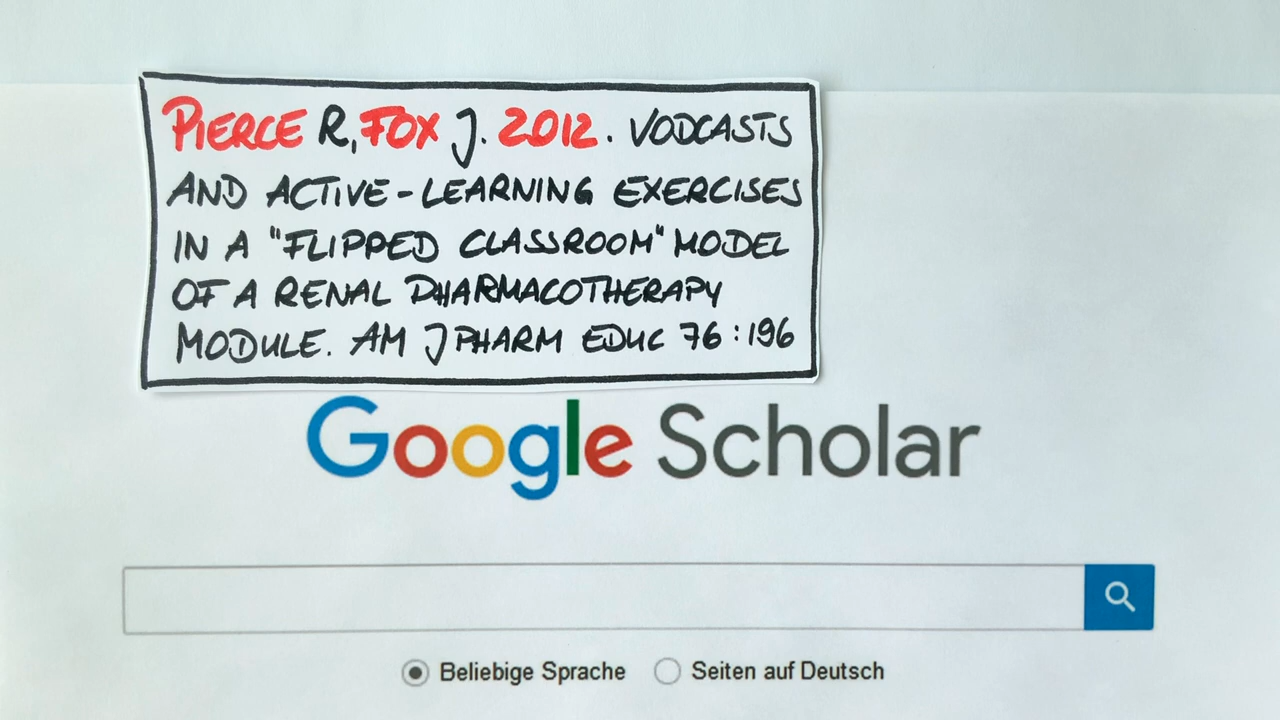 PIERCE R, FOX J. 2012. VODCASTS
AND ACTIVE-LEARNING EXERCISES
IN A "FLIPPED CLASSROOM" MODEL
OF A RENAL PHARMACOTHERAPY
MODULE. AM J PHARM EDUC 76:196
Google Scholar
Beliebige Sprache Seiten auf Deutsch